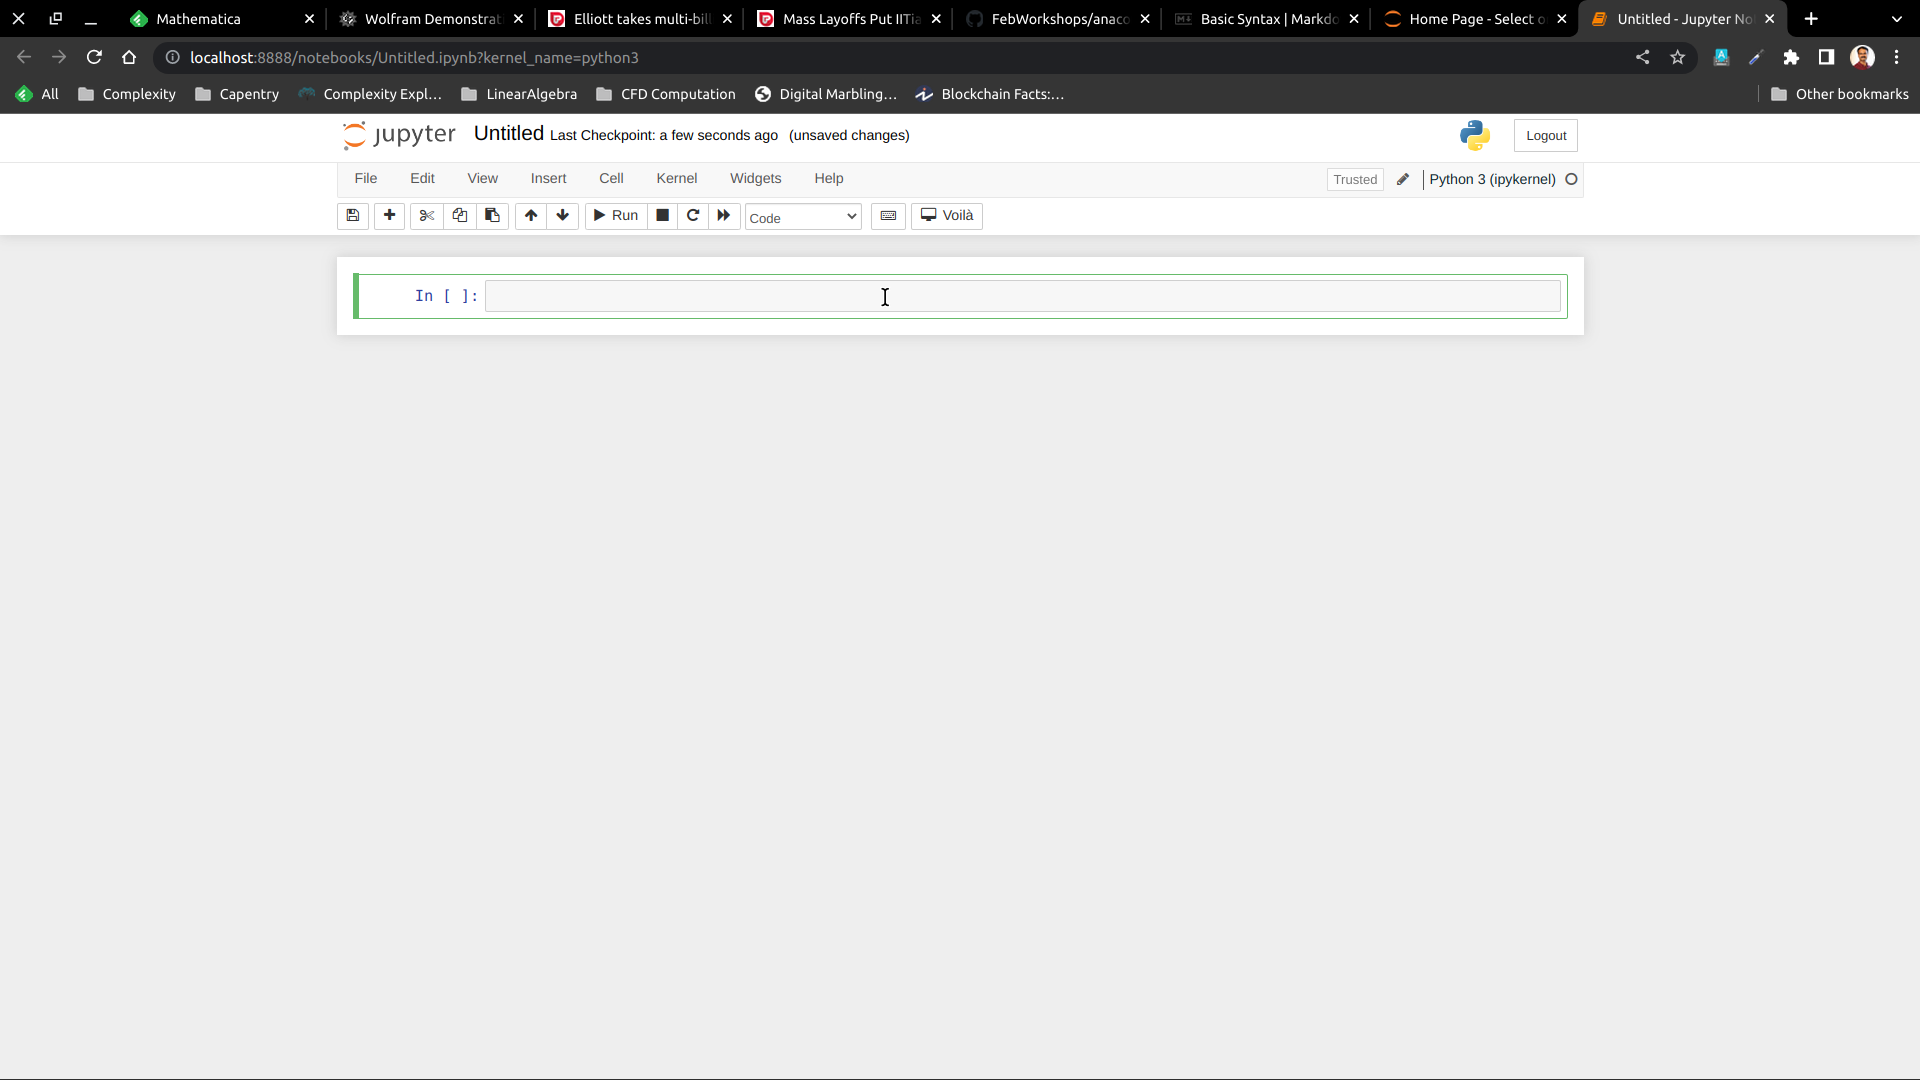 Mathematica Wolfram Demonstrat Elliott takes multi-bill Mass Layoffs Put IITia FebWorkshops/anaco Basic Syntax | Markdo Home Page - Select o Untitled - Jupyter No
localhost:8888/notebooks/Untitled.ipynb?kernel_name=python3
All Complexity Capentry Complexity Expl... LinearAlgebra CFD Computation Digital Marbling... Blockchain Facts:... Other bookmarks
jupyter Untitled Last Checkpoint: a few seconds ago (unsaved changes) Logout
File Edit View Insert Cell Kernel Widgets Help Trusted Python 3 (ipykernel)
Run Code Voilà
In [ ]: